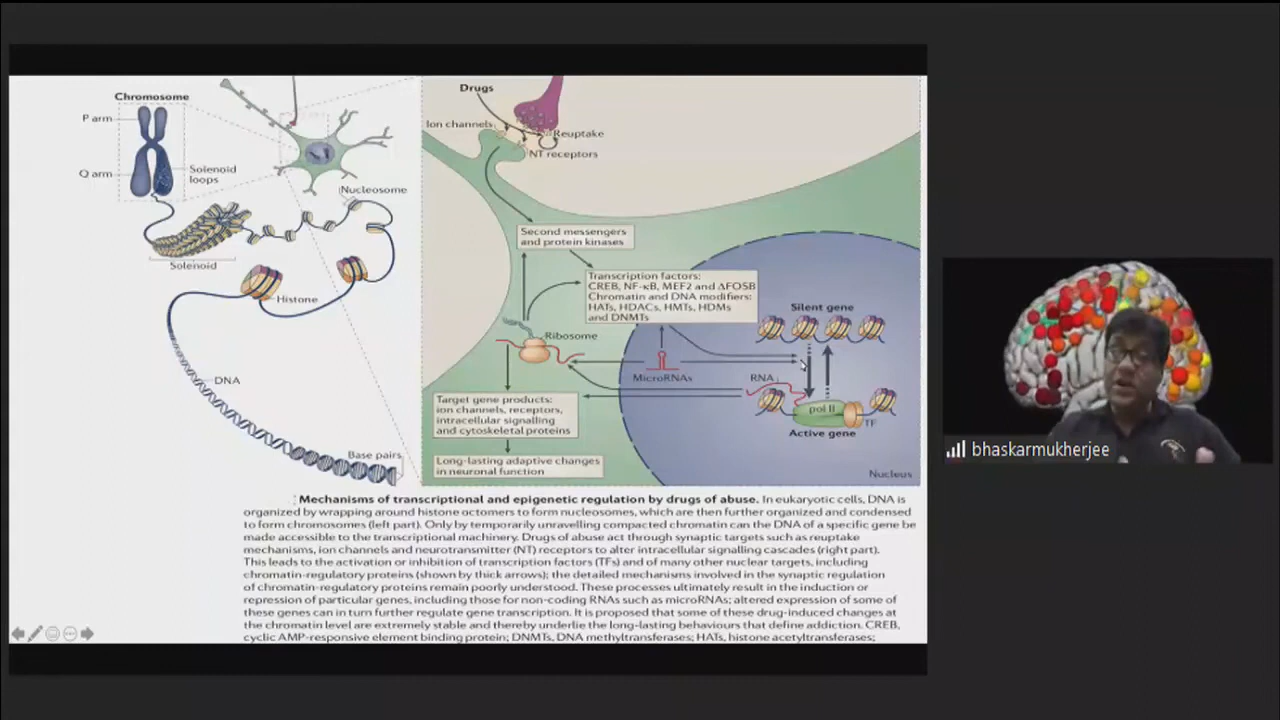 Chromosome
P arm
Q arm
Solenoid
loops
Nucleosome
Solenoid
Histone
DNA
Base pairs
Drugs
Ion channels
Reuptake
NT receptors
Second messengers
and protein kinases
Transcription factors:
CREB, NF-κB, MEF2 and ΔFOSB
Chromatin and DNA modifiers:
HATs, HDACs, HMTs, HDMs
and DNMTs
Silent gene
Ribosome
MicroRNAs
RNA
pol II
TF
Active gene
Target gene products:
ion channels, receptors,
intracellular signalling
and cytoskeletal proteins
Long-lasting adaptive changes
in neuronal function
Nucleus
Mechanisms of transcriptional and epigenetic regulation by drugs of abuse. In eukaryotic cells, DNA is
organized by wrapping around histone octomers to form nucleosomes, which are then further organized and condensed
to form chromosomes (left part). Only by temporarily unravelling compacted chromatin can the DNA of a specific gene be
made accessible to the transcriptional machinery. Drugs of abuse act through synaptic targets such as reuptake
mechanisms, ion channels and neurotransmitter (NT) receptors to alter intracellular signalling cascades (right part).
This leads to the activation or inhibition of transcription factors (TFs) and of many other nuclear targets, including
chromatin-regulatory proteins (shown by thick arrows); the detailed mechanisms involved in the synaptic regulation
of chromatin-regulatory proteins remain poorly understood. These processes ultimately result in the induction or
repression of particular genes, including those for non-coding RNAs such as microRNAs; altered expression of some of
these genes can in turn further regulate gene transcription. It is proposed that some of these drug-induced changes at
the chromatin level are extremely stable and thereby underlie the long-lasting behaviours that define addiction. CREB,
cyclic AMP-responsive element binding protein; DNMTs, DNA methyltransferases; HATs, histone acetyltransferases;
bhaskarmukherjee